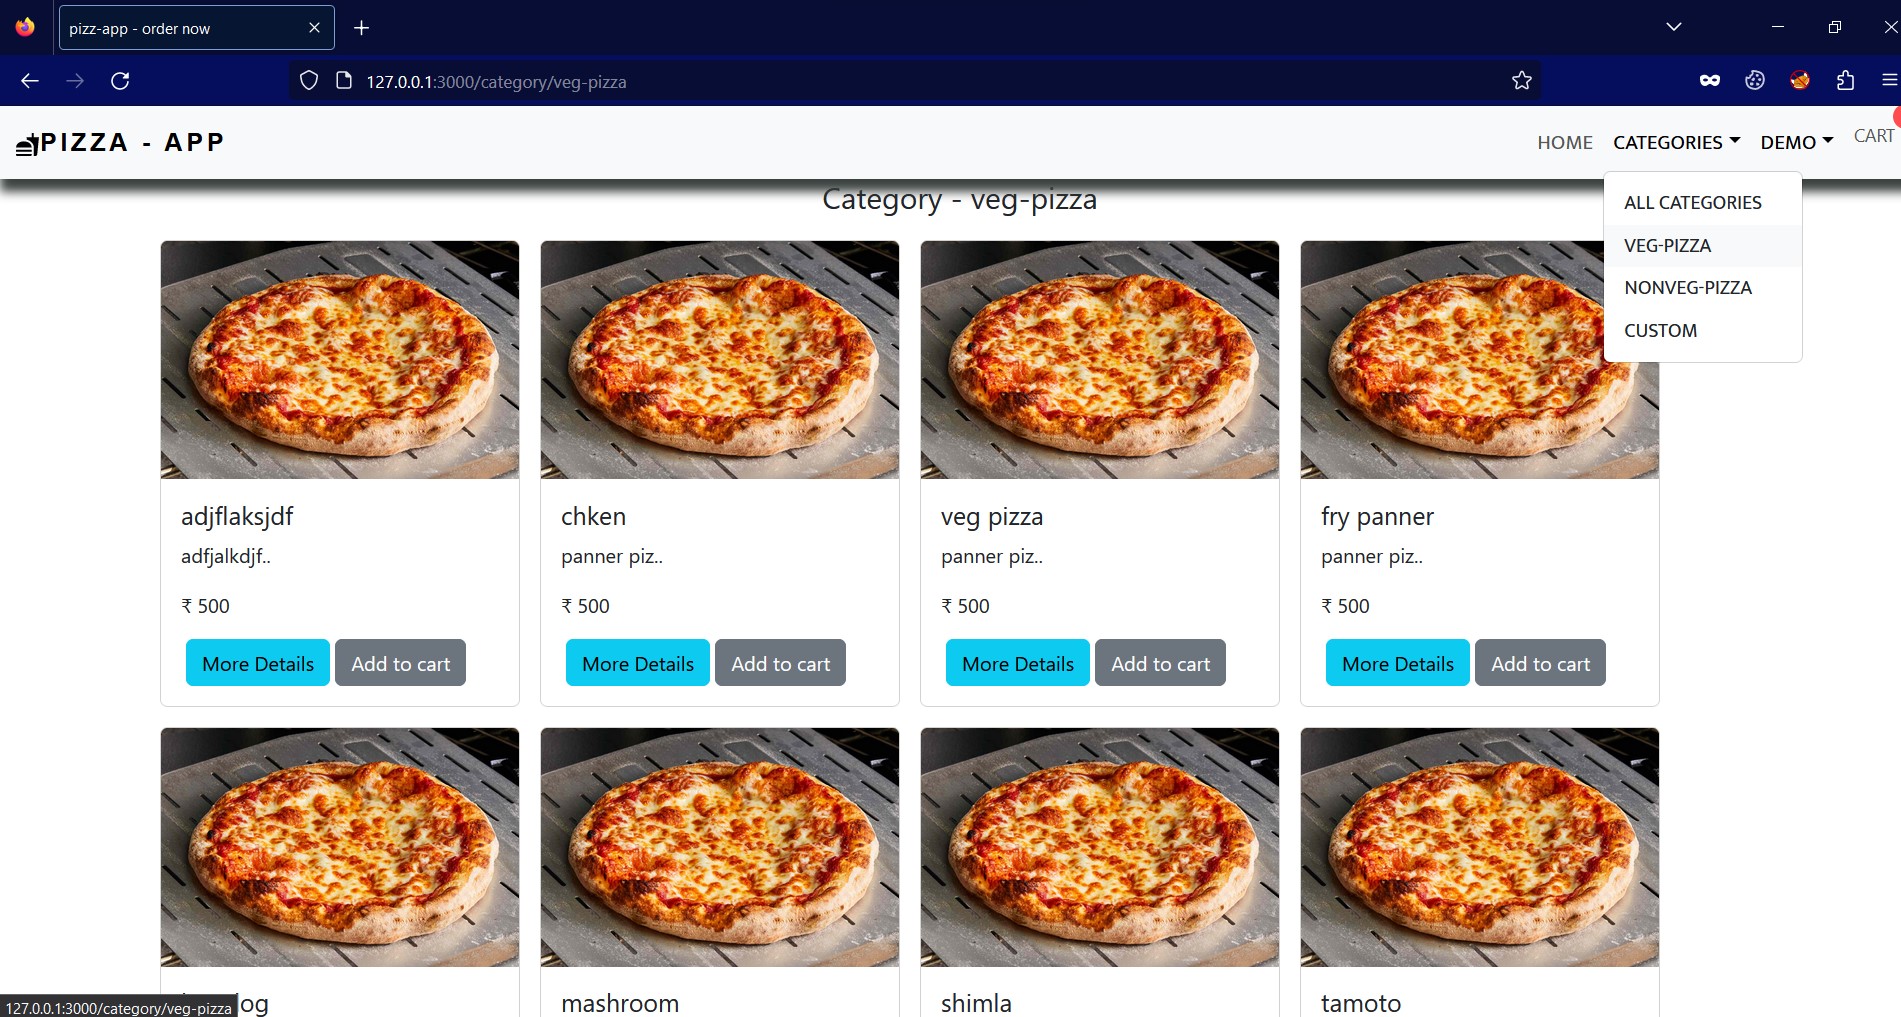 pizz-app - order now
127.0.0.1:3000/category/veg-pizza
PIZZA - APP
HOME
CATEGORIES
DEMO
CART
ALL CATEGORIES
VEG-PIZZA
NONVEG-PIZZA
CUSTOM
Category - veg-pizza
adjflaksjdf
adfjalkdjf..
₹ 500
More Details Add to cart
chken
panner piz..
₹ 500
More Details Add to cart
veg pizza
panner piz..
₹ 500
More Details Add to cart
fry panner
panner piz..
₹ 500
More Details Add to cart
mashroom
shimla
tamoto
127.0.0.1:3000/category/veg-pizza